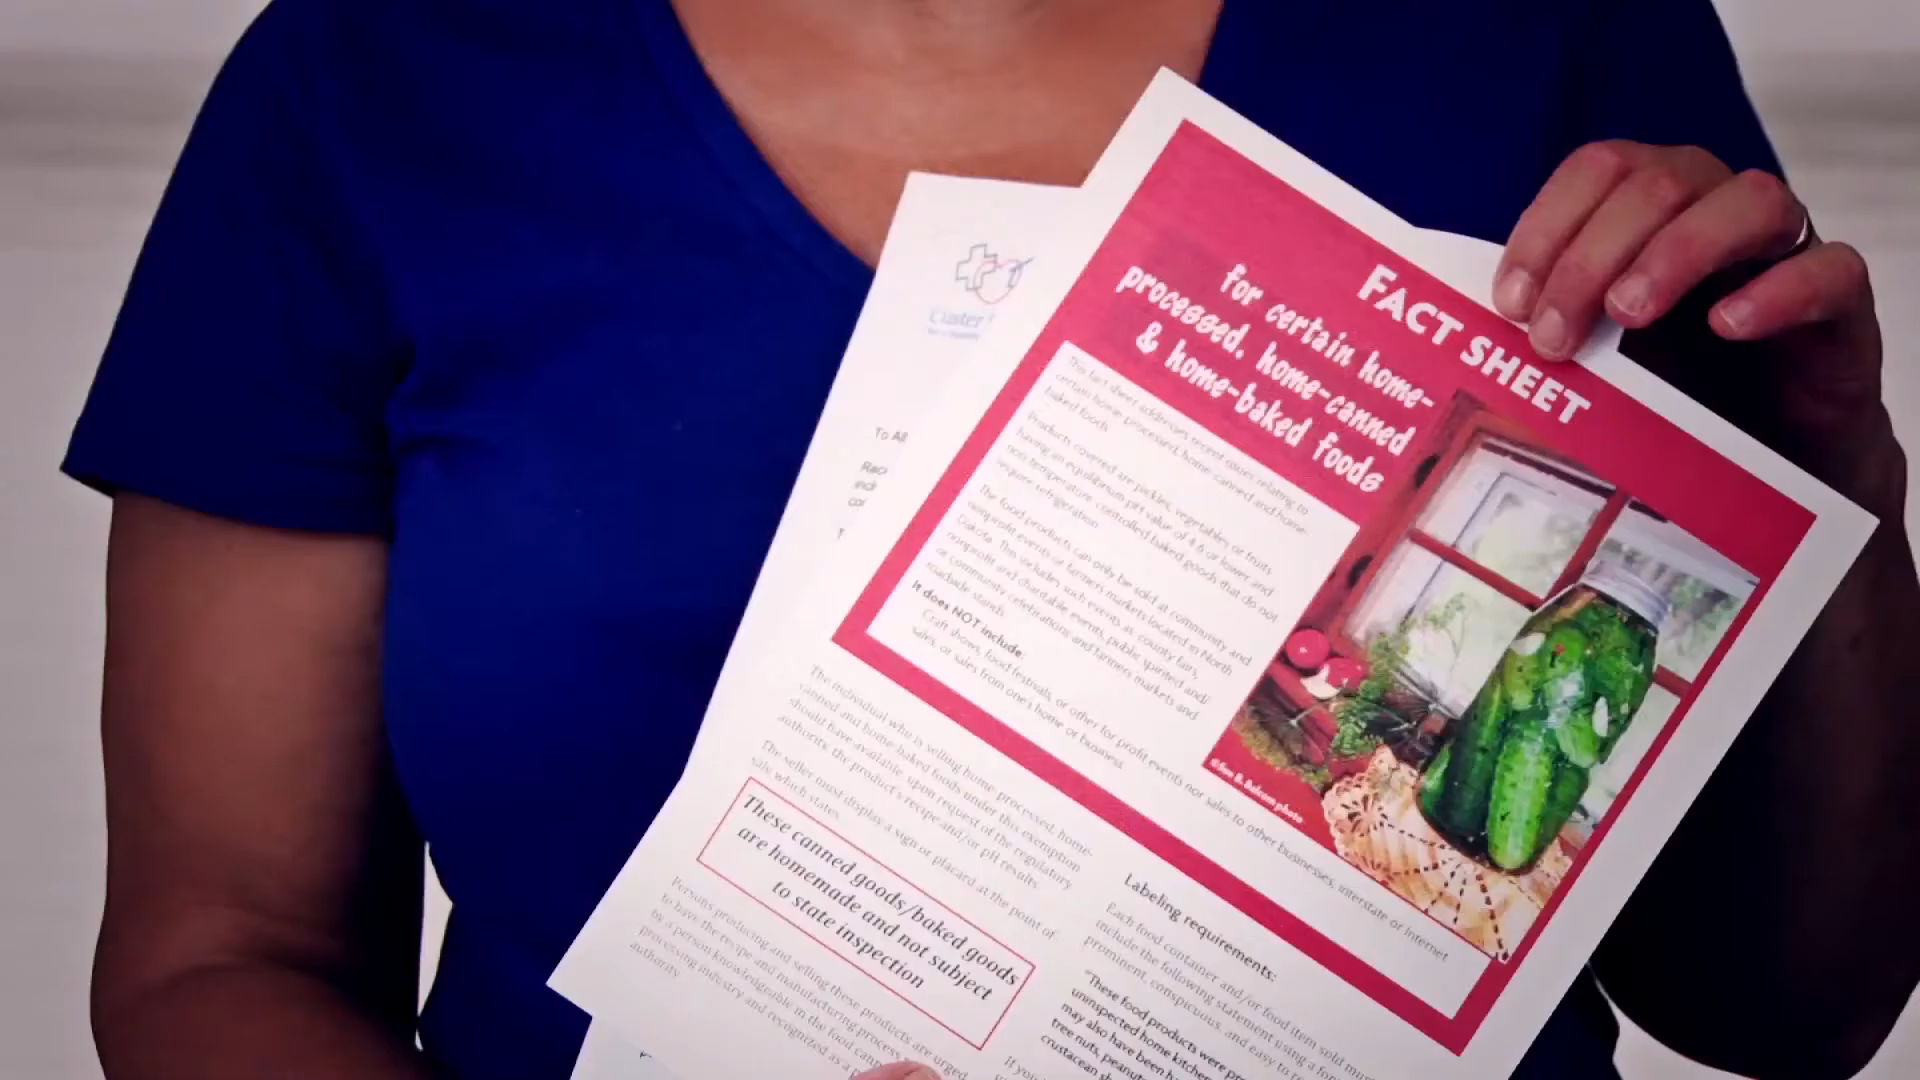 FACT SHEET
for certain home-
processed, home-canned
& home-baked foods
This fact sheet addresses recent issues relating to
certain home processed, home-canned and home-
baked foods.
Products covered are pickles, vegetables or fruits
having an equilibrium pH value of 4.6 or lower and
non-temperature controlled baked goods that do not
require refrigeration.
The food products can only be sold at community and
nonprofit events or farmers markets located in North
Dakota. This includes such events as county fairs,
nonprofit and charitable events, public spirited and/
or community celebrations and farmers markets and
roadside stands.
It does NOT include:
Craft shows, food festivals, or other for profit events nor sales to other businesses, interstate or Internet
sales, or sales from one's home or business.
©Sue B. Balcom photo
The individual who is selling home-processed, home-
canned and home-baked foods under this exemption
should have available upon request of the regulatory
authority, the product's recipe and/or pH results.
The seller must display a sign or placard at the point of
sale which states
These canned goods/baked goods
are homemade and not subject
to state inspection
Persons producing and selling these products are urged
to have the recipe and manufacturing process
by a person knowledgeable in the food cann
processing industry and recognized as a p
authority
Labeling requirements:
Each food container and/or food item sold must
include the following statement using a fon
prominent, conspicuous, and easy to re
"These food products were pr
uninspected home kitchen
may also have been h
tree nuts, peanuts
crustacean sh
If you
Custer
To All